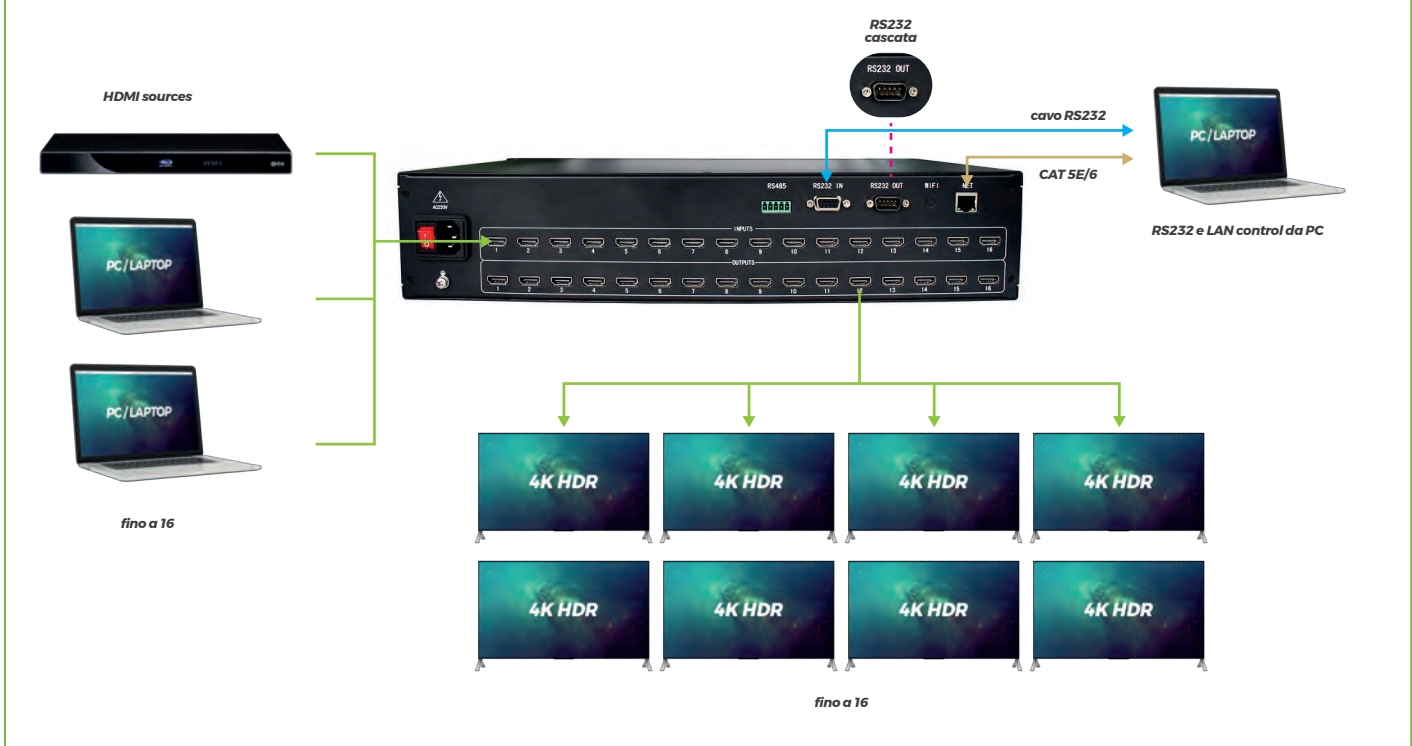 RS232
cascata
RS232 OUT
HDMI sources
cavo RS232
PC/LAPTOP
CAT 5E/6
RS232 e LAN control da PC
RS485
RS232 IN
RS232 OUT
WIFI
NET
AC220V
INPUTS
1 2 3 4 5 6 7 8 9 10 11 12 13 14 15 16
OUTPUTS
1 2 3 4 5 6 7 8 9 10 11 12 13 14 15 16
PC/LAPTOP
PC/LAPTOP
fino a 16
4K HDR
4K HDR
4K HDR
4K HDR
4K HDR
4K HDR
4K HDR
4K HDR
fino a 16